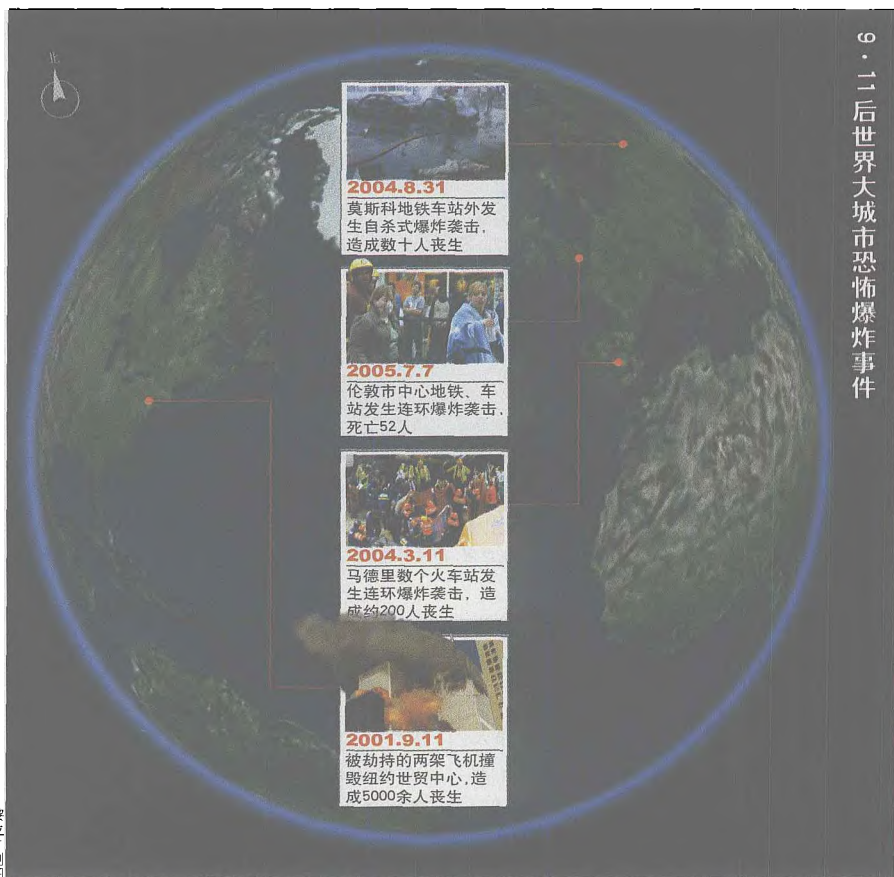 9·11后世界大城市恐怖爆炸事件
北
2004.8.31
莫斯科地铁车站外发
生自杀式爆炸袭击，
造成数十人丧生
2005.7.7
伦敦市中心地铁、车
站发生连环爆炸袭击，
死亡52人
2004.3.11
马德里数个火车站发
生连环爆炸袭击，造
成约200人丧生
2001.9.11
被劫持的两架飞机撞
毁纽约世贸中心，造
成5000余人丧生